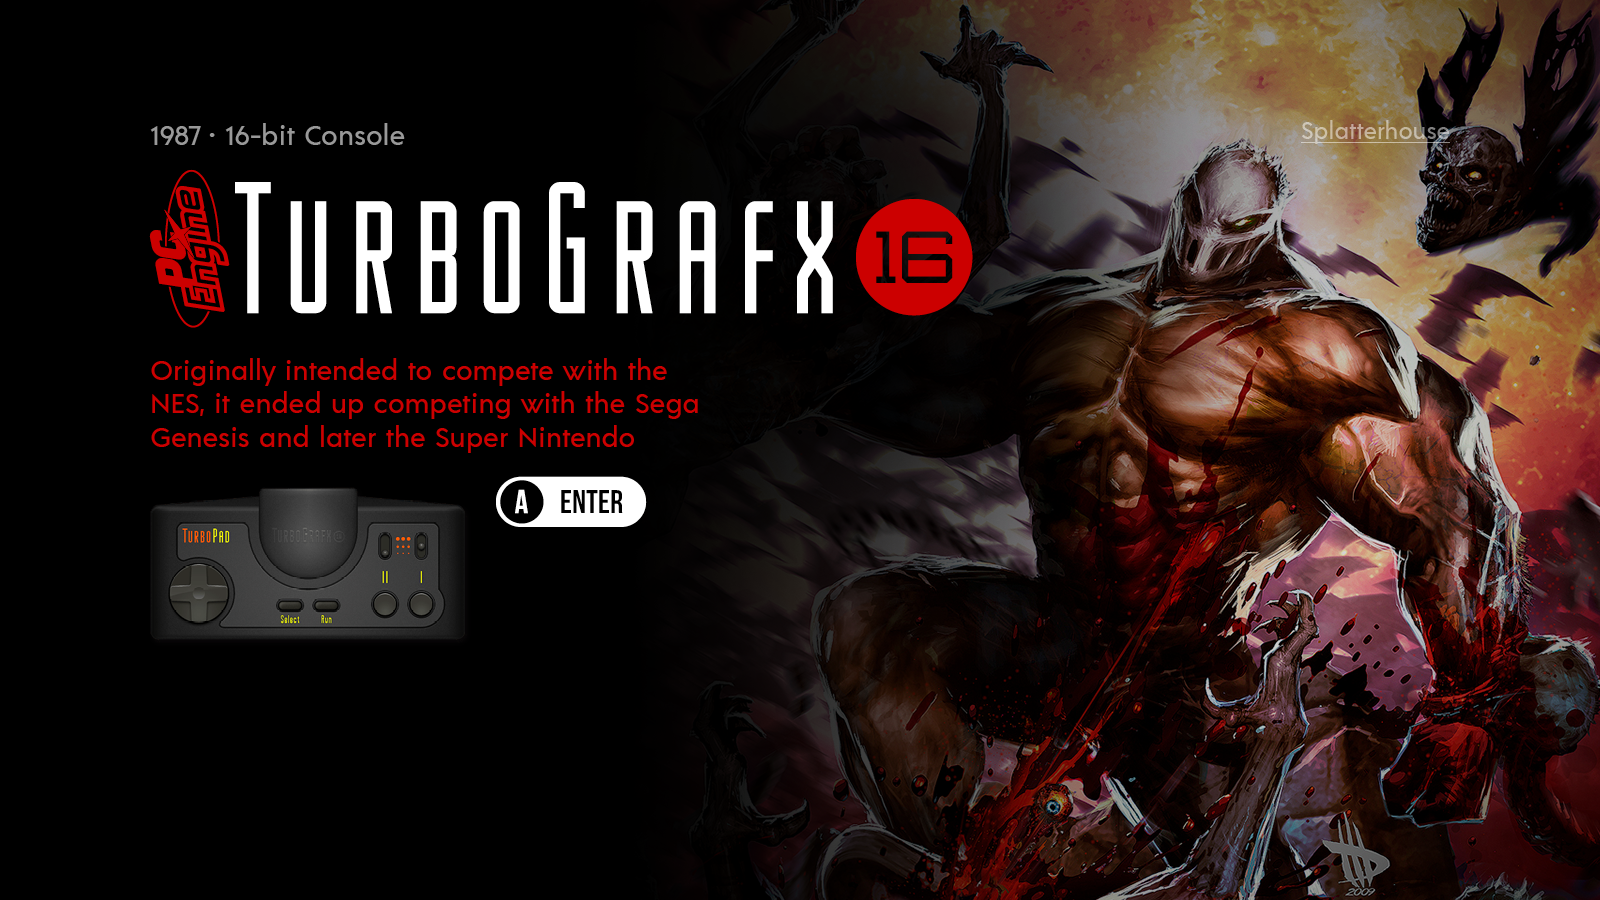 1987 · 16-bit Console
Splatterhouse
PC Engine
TURBOGRAFX 16
Originally intended to compete with the
NES, it ended up competing with the Sega
Genesis and later the Super Nintendo
A ENTER
TURBOPAD
TURBOGRAFX
II I
Select Run
2009